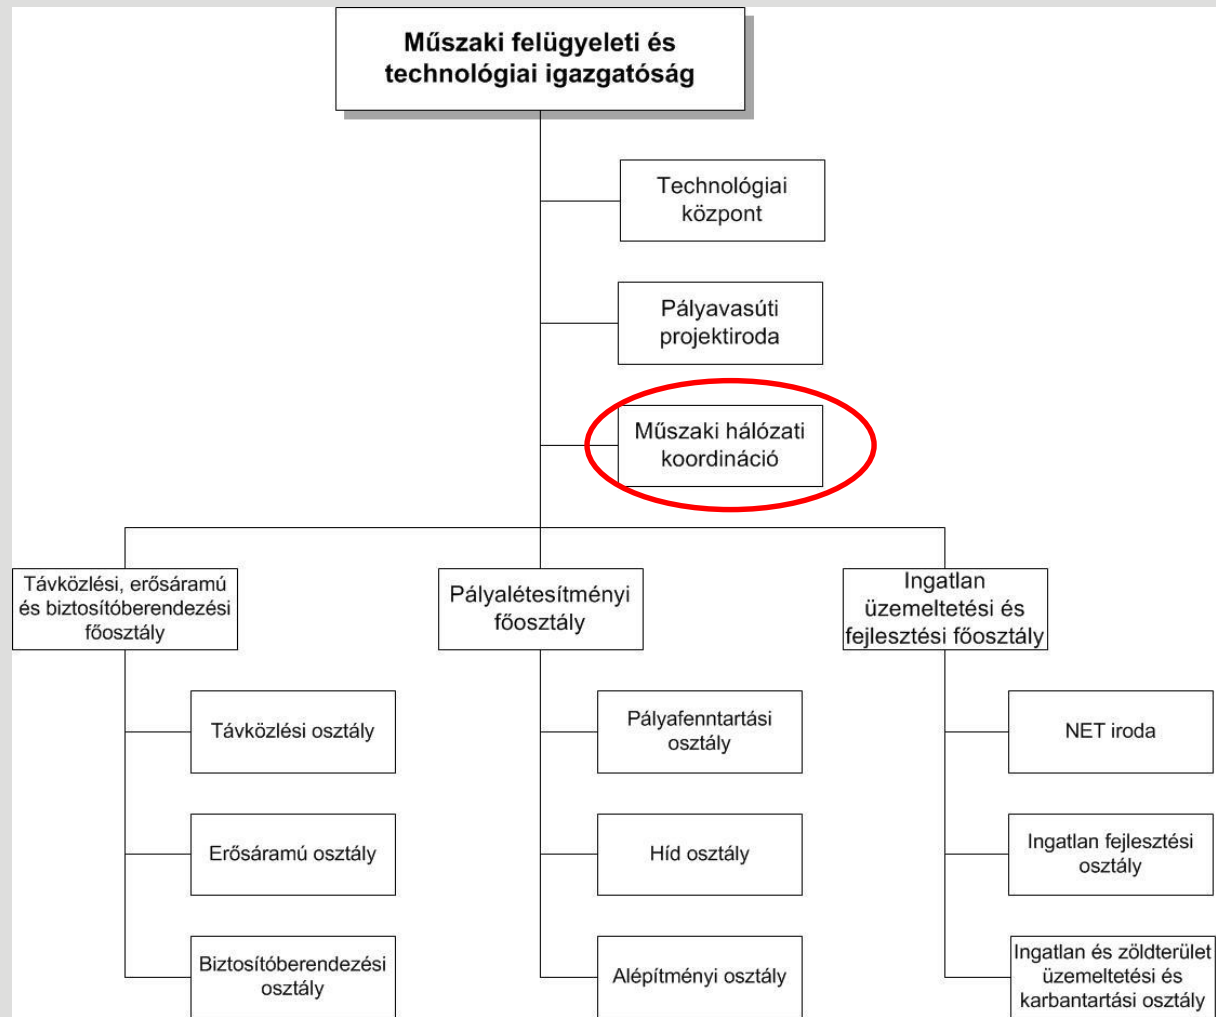 Műszaki felügyeleti és
technológiai igazgatóság
Technológiai
központ
Pályavasúti
projektiroda
Műszaki hálózati
koordináció
Távközlési, erősáramú
és biztosítóberendezési
főosztály
Pályalétesítményi
főosztály
Ingatlan
üzemeltetési és
fejlesztési főosztály
Távközlési osztály
Pályafenntartási
osztály
NET iroda
Erősáramú osztály
Híd osztály
Ingatlan fejlesztési
osztály
Biztosítóberendezési
osztály
Alépítményi osztály
Ingatlan és zöldterület
üzemeltetési és
karbantartási osztály